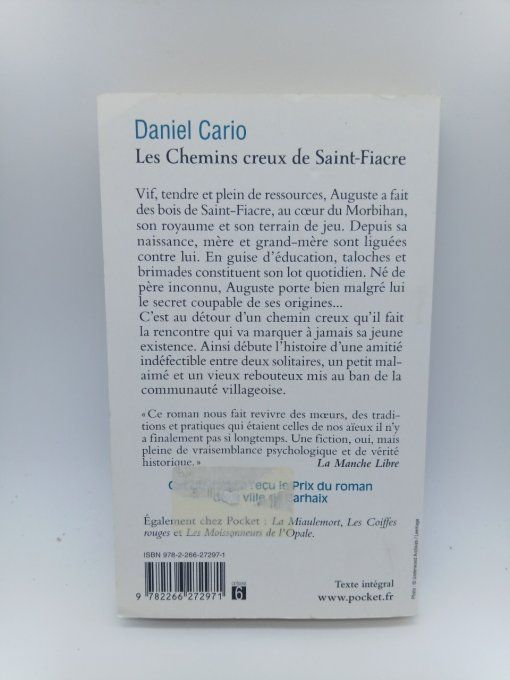 Daniel Cario
Les Chemins creux de Saint-Fiacre
Vif, tendre et plein de ressources, Auguste a fait
des bois de Saint-Fiacre, au cœur du Morbihan,
son royaume et son terrain de jeu. Depuis sa
naissance, mère et grand-mère sont liguées
contre lui. En guise d'éducation, taloches et
brimades constituent son lot quotidien. Né de
père inconnu, Auguste porte bien malgré lui
le secret coupable de ses origines...
C'est au détour d'un chemin creux qu'il fait
la rencontre qui va marquer à jamais sa jeune
existence. Ainsi débute l'histoire d'une amitié
indéfectible entre deux solitaires, un petit mal-
aimé et un vieux rebouteux mis au ban de la
communauté villageoise.
« Ce roman nous fait revivre des mœurs, des tradi-
tions et pratiques qui étaient celles de nos aïeux il n'y
a finalement pas si longtemps. Une fiction, oui, mais
pleine de vraisemblance psychologique et de vérité
historique. » La Manche Libre
reçu le Prix du roman
ville
Également chez Pocket : La Miaulemort, Les Coiffes
rouges et Les Moissonneurs de l'Opale.
ISBN 978-2-266-27297-1
9 782266 272971
6
Texte intégral
www.pocket.fr
Photo : © Underwood Archives / Leemage